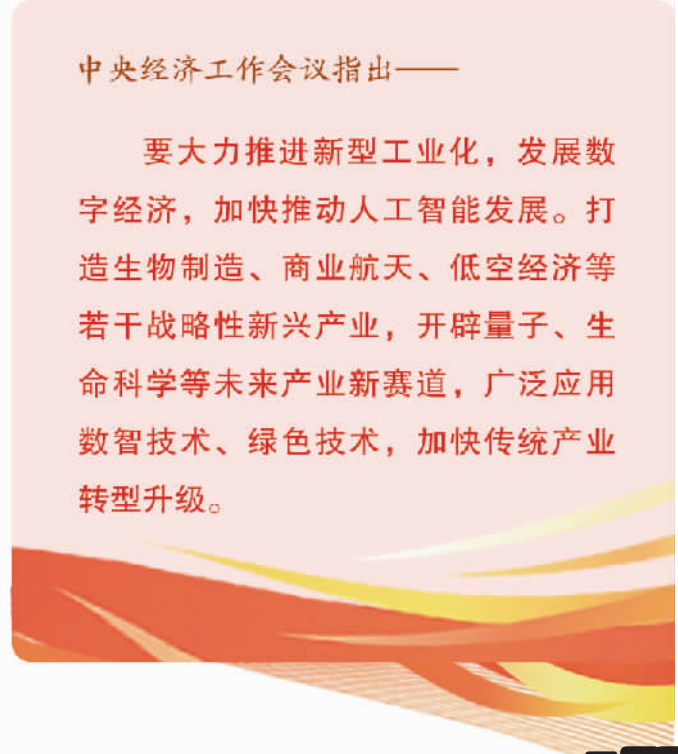 中央经济工作会议指出——
要大力推进新型工业化，发展数
字经济，加快推动人工智能发展。打
造生物制造、商业航天、低空经济等
若干战略性新兴产业，开辟量子、生
命科学等未来产业新赛道，广泛应用
数智技术、绿色技术，加快传统产业
转型升级。